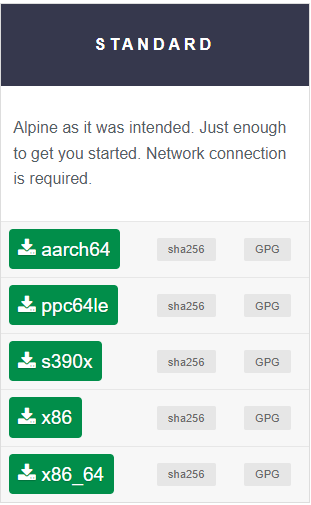 STANDARD
Alpine as it was intended. Just enough
to get you started. Network connection
is required.
aarch64 sha256 GPG
ppc64le sha256 GPG
s390x sha256 GPG
x86 sha256 GPG
x86_64 sha256 GPG